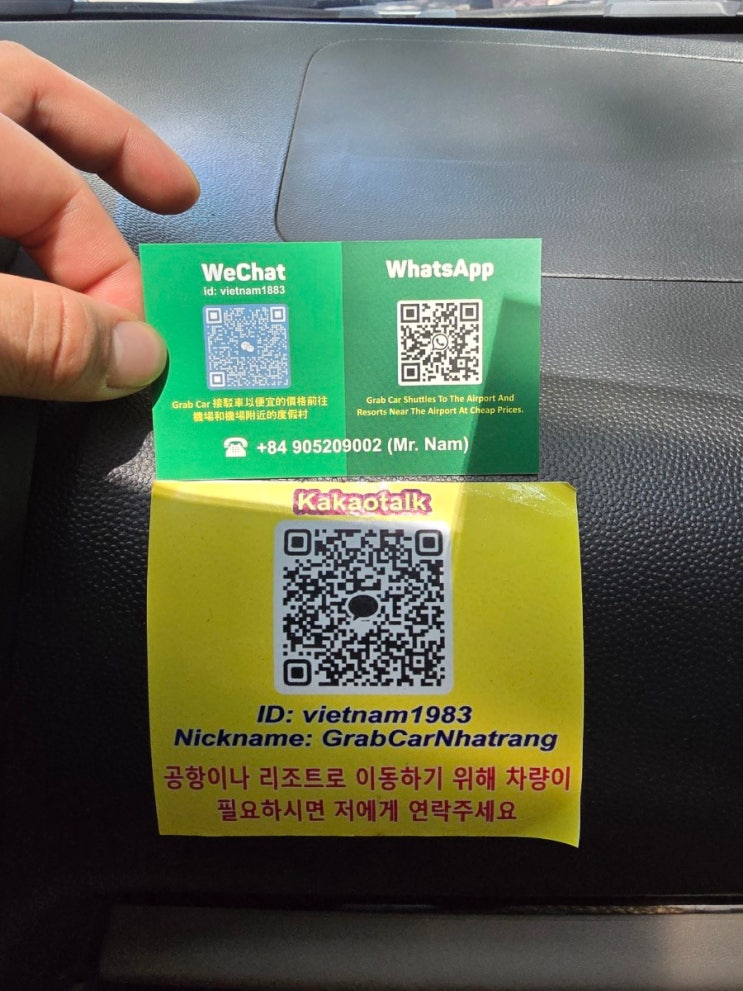 WeChat
id: vietnam1883
Grab Car 接駁車以便宜的價格前往
機場和機場附近的度假村
WhatsApp
Grab Car Shuttles To The Airport And
Resorts Near The Airport At Cheap Prices.
☎ +84 905209002 (Mr. Nam)
Kakaotalk
ID: vietnam1983
Nickname: GrabCarNhatrang
공항이나 리조트로 이동하기 위해 차량이
필요하시면 저에게 연락주세요